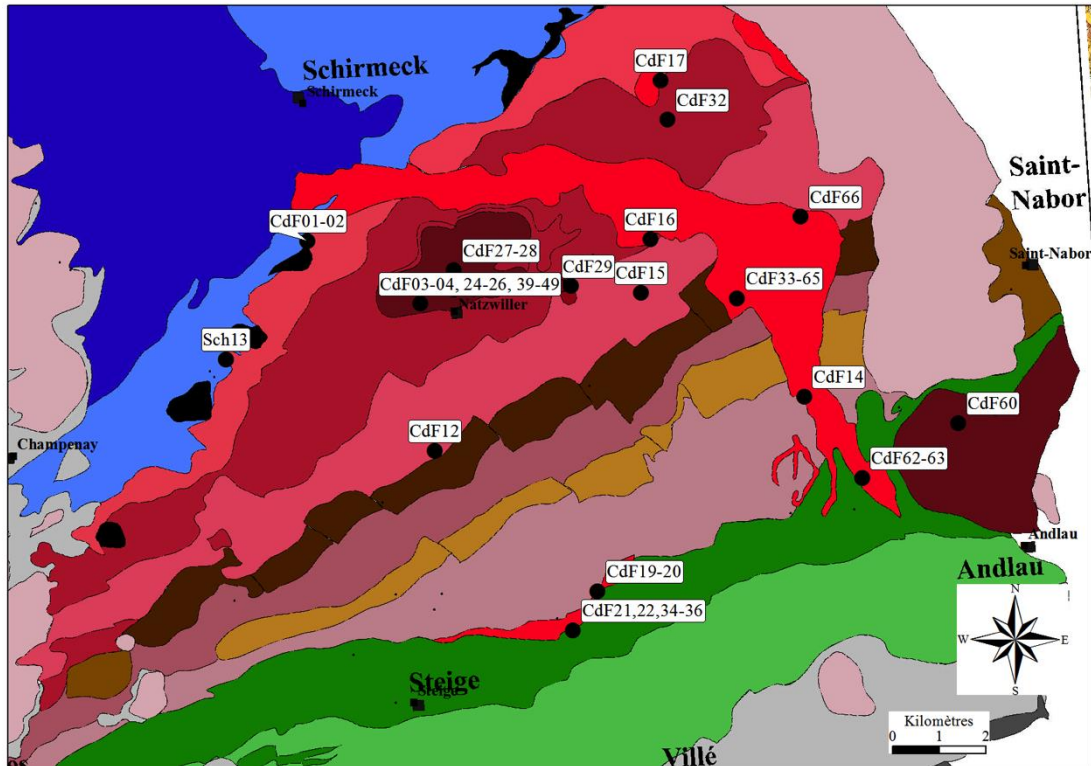 Schirmeck
Schirmeck
CdF17
CdF32
Saint-
Nabor
Saint-Nabor
CdF66
CdF01-02
CdF16
CdF27-28
CdF29
CdF15
CdF03-04, 24-26, 39-49
Natzwiller
CdF33-65
Sch13
CdF14
CdF60
CdF12
Champenay
CdF62-63
Andlau
Andlau
CdF19-20
CdF21,22,34-36
N
W
E
S
Steige
Steige
Kilomètres
0 1 2
Villé